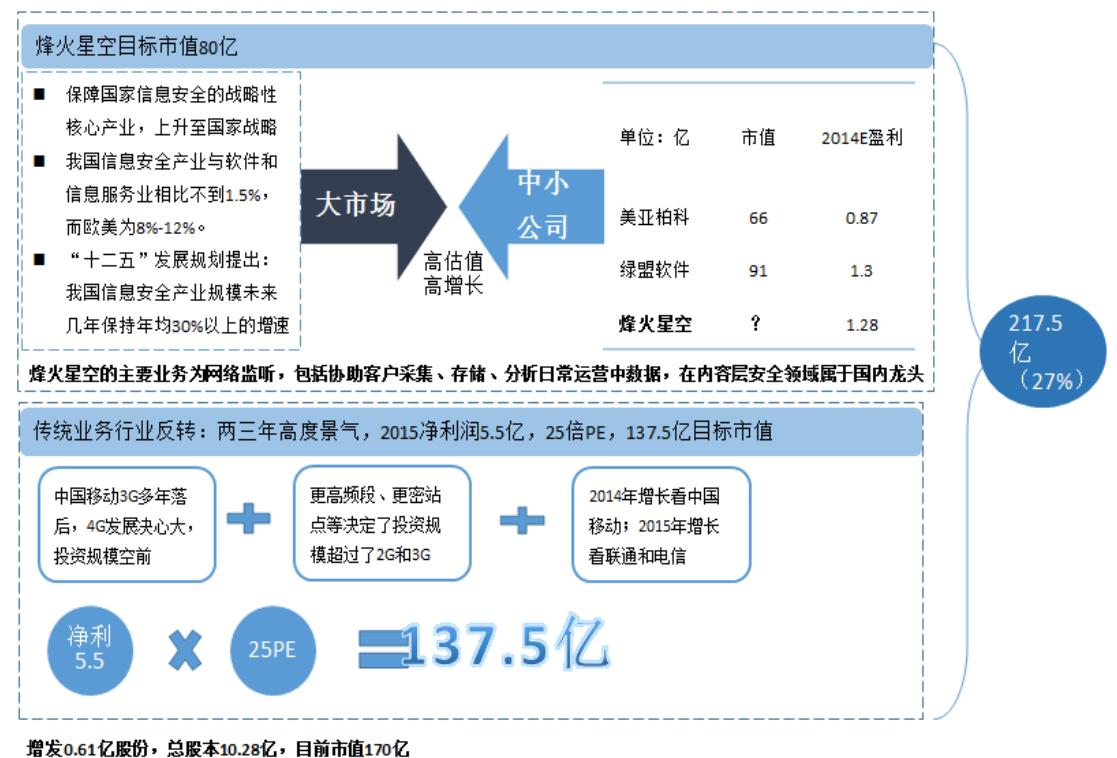 烽火星空目标市值80亿
■ 保障国家信息安全的战略性
核心产业，上升至国家战略
■ 我国信息安全产业与软件和
信息服务业相比不到1.5%，
而欧美为8%-12%。
■ “十二五”发展规划提出：
我国信息安全产业规模未来
几年保持年均30%以上的增速
大市场
中小
公司
高估值
高增长
单位：亿 市值 2014E盈利
美亚柏科 66 0.87
绿盟软件 91 1.3
烽火星空 ？ 1.28
烽火星空的主要业务为网络监听，包括协助客户采集、存储、分析日常运营中数据，在内容层安全领域属于国内龙头
217.5
亿
（27%）
传统业务行业反转：两三年高度景气，2015净利润5.5亿，25倍PE，137.5亿目标市值
中国移动3G多年落
后，4G发展决心大，
投资规模空前
更高频段、更密站
点等决定了投资规
模超过了2G和3G
2014年增长看中国
移动；2015年增长
看联通和电信
净利
5.5
25PE
137.5亿
增发0.61亿股份，总股本10.28亿，目前市值170亿